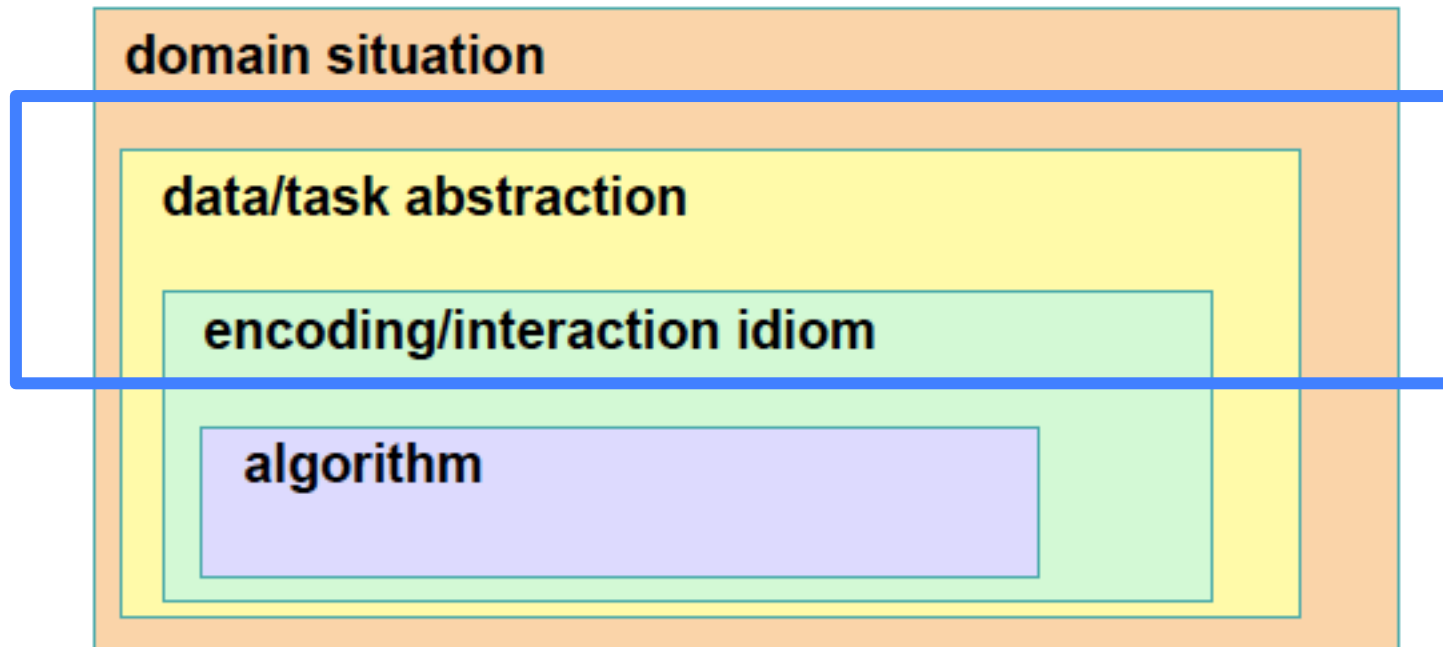 domain situation
data/task abstraction
encoding/interaction idiom
algorithm